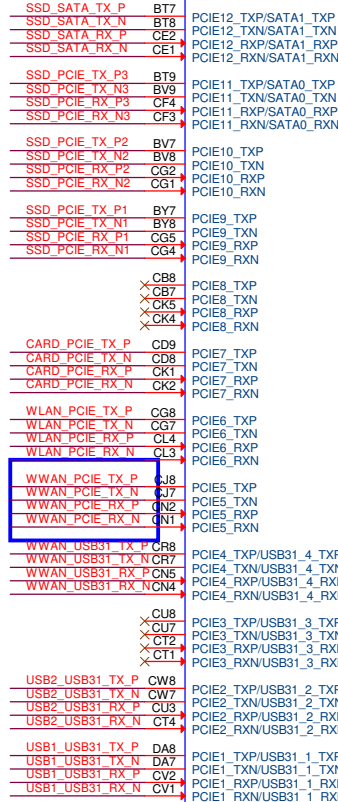 SSD_SATA_TX_P BT7 PCIE12_TXP/SATA1_TXP
SSD_SATA_TX_N BT8 PCIE12_TXN/SATA1_TXN
SSD_SATA_RX_P CE2 PCIE12_RXP/SATA1_RXP
SSD_SATA_RX_N CE1 PCIE12_RXN/SATA1_RXN
SSD_PCIE_TX_P3 BT9 PCIE11_TXP/SATA0_TXP
SSD_PCIE_TX_N3 BV9 PCIE11_TXN/SATA0_TXN
SSD_PCIE_RX_P3 CF4 PCIE11_RXP/SATA0_RXP
SSD_PCIE_RX_N3 CF3 PCIE11_RXN/SATA0_RXN
SSD_PCIE_TX_P2 BV7 PCIE10_TXP
SSD_PCIE_TX_N2 BV8 PCIE10_TXN
SSD_PCIE_RX_P2 CG2 PCIE10_RXP
SSD_PCIE_RX_N2 CG1 PCIE10_RXN
SSD_PCIE_TX_P1 BY7 PCIE9_TXP
SSD_PCIE_TX_N1 BY8 PCIE9_TXN
SSD_PCIE_RX_P1 CG5 PCIE9_RXP
SSD_PCIE_RX_N1 CG4 PCIE9_RXN
CB8 PCIE8_TXP
CB7 PCIE8_TXN
CK5 PCIE8_RXP
CK4 PCIE8_RXN
CARD_PCIE_TX_P CD9 PCIE7_TXP
CARD_PCIE_TX_N CD8 PCIE7_TXN
CARD_PCIE_RX_P CK1 PCIE7_RXP
CARD_PCIE_RX_N CK2 PCIE7_RXN
WLAN_PCIE_TX_P CG8 PCIE6_TXP
WLAN_PCIE_TX_N CG7 PCIE6_TXN
WLAN_PCIE_RX_P CL4 PCIE6_RXP
WLAN_PCIE_RX_N CL3 PCIE6_RXN
WWAN_PCIE_TX_P CJ8 PCIE5_TXP
WWAN_PCIE_TX_N CJ7 PCIE5_TXN
WWAN_PCIE_RX_P CN2 PCIE5_RXP
WWAN_PCIE_RX_N CN1 PCIE5_RXN
WWAN_USB31_TX_P CR8 PCIE4_TXP/USB31_4_TXP
WWAN_USB31_TX_N CR7 PCIE4_TXN/USB31_4_TXN
WWAN_USB31_RX_P CN5 PCIE4_RXP/USB31_4_RXP
WWAN_USB31_RX_N CN4 PCIE4_RXN/USB31_4_RXN
CU8 PCIE3_TXP/USB31_3_TXP
CU7 PCIE3_TXN/USB31_3_TXN
CT2 PCIE3_RXP/USB31_3_RXP
CT1 PCIE3_RXN/USB31_3_RXN
USB2_USB31_TX_P CW8 PCIE2_TXP/USB31_2_TXP
USB2_USB31_TX_N CW7 PCIE2_TXN/USB31_2_TXN
USB2_USB31_RX_P CU3 PCIE2_RXP/USB31_2_RXP
USB2_USB31_RX_N CT4 PCIE2_RXN/USB31_2_RXN
USB1_USB31_TX_P DA8 PCIE1_TXP/USB31_1_TXP
USB1_USB31_TX_N DA7 PCIE1_TXN/USB31_1_TXN
USB1_USB31_RX_P CV2 PCIE1_RXP/USB31_1_RXP
USB1_USB31_RX_N CV1 PCIE1_RXN/USB31_1_RXN